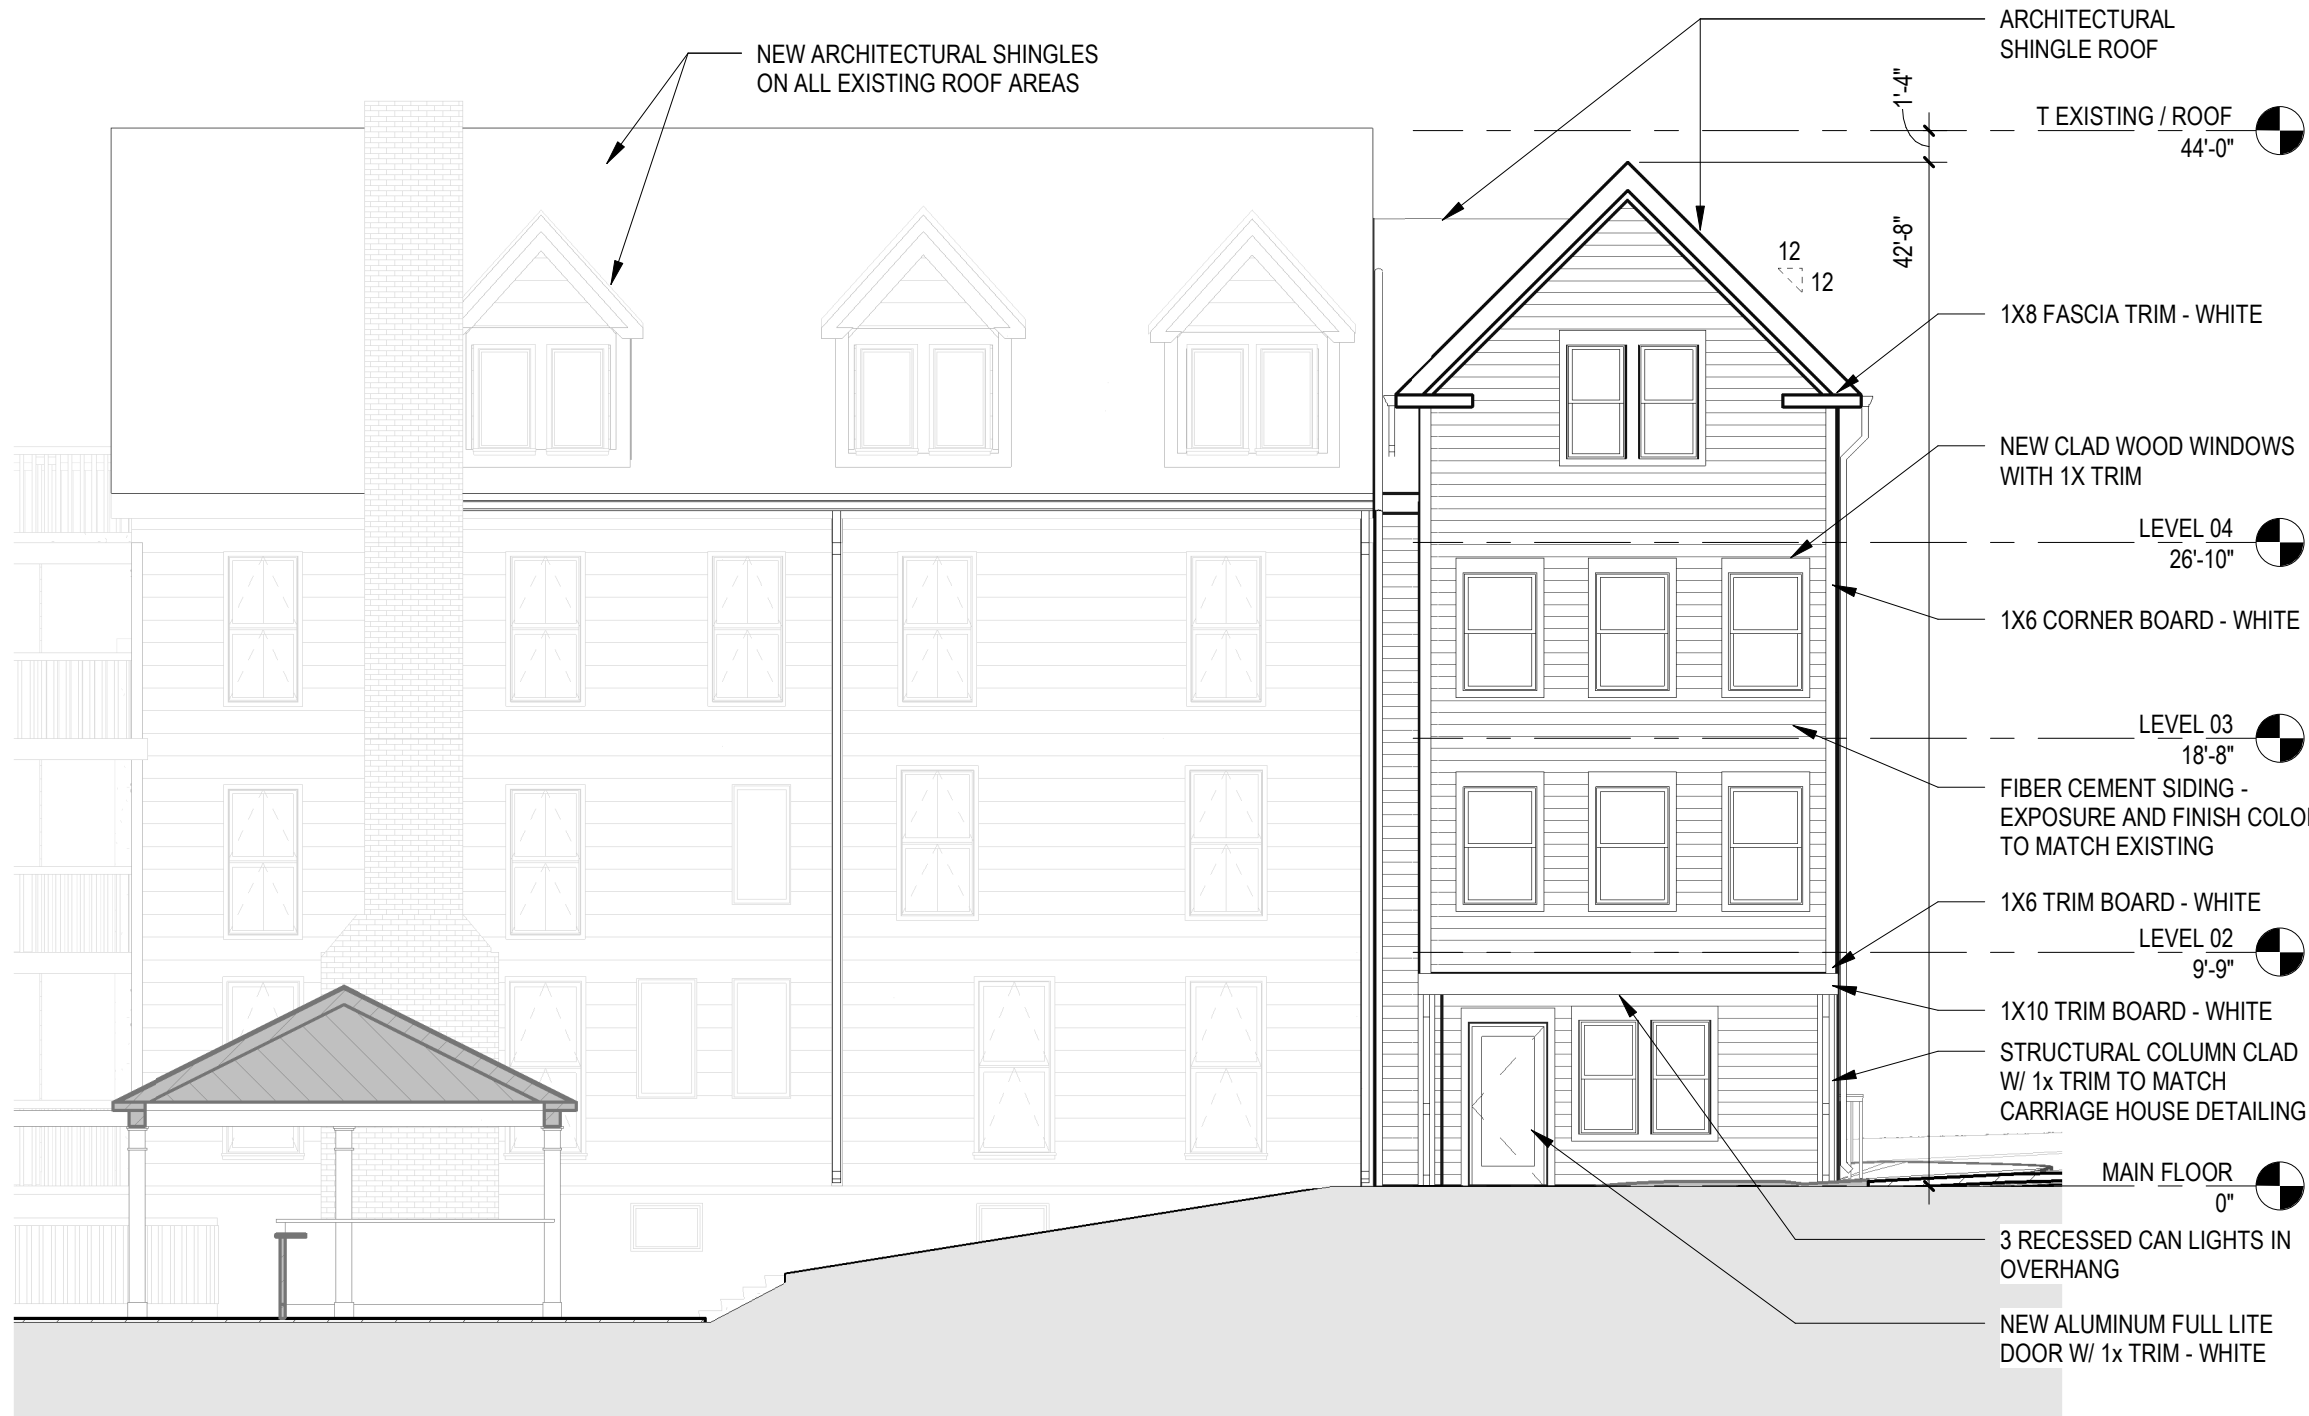 NEW ARCHITECTURAL SHINGLES
ON ALL EXISTING ROOF AREAS
ARCHITECTURAL
SHINGLE ROOF
1'-4"
T EXISTING / ROOF
44'-0"
42'-8"
12
12
1X8 FASCIA TRIM - WHITE
NEW CLAD WOOD WINDOWS
WITH 1X TRIM
LEVEL 04
26'-10"
1X6 CORNER BOARD - WHITE
LEVEL 03
18'-8"
FIBER CEMENT SIDING -
EXPOSURE AND FINISH COLO
TO MATCH EXISTING
1X6 TRIM BOARD - WHITE
LEVEL 02
9'-9"
1X10 TRIM BOARD - WHITE
STRUCTURAL COLUMN CLAD
W/ 1x TRIM TO MATCH
CARRIAGE HOUSE DETAILING
MAIN FLOOR
0"
3 RECESSED CAN LIGHTS IN
OVERHANG
NEW ALUMINUM FULL LITE
DOOR W/ 1x TRIM - WHITE